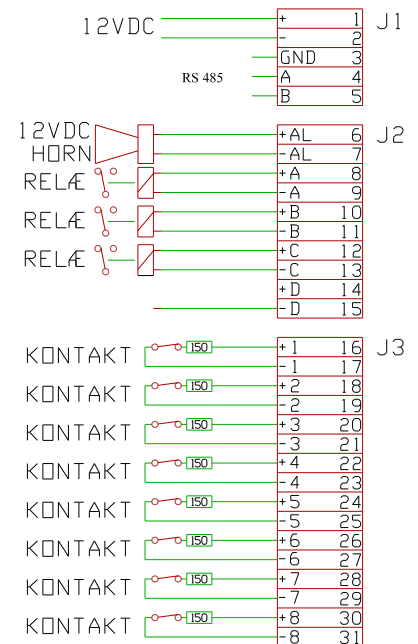 12VDC + 1 J1
- 2
GND 3
RS 485 A 4
B 5
12VDC + AL 6 J2
HORN - AL 7
RELÆ + A 8
- A 9
RELÆ + B 10
- B 11
RELÆ + C 12
- C 13
+ D 14
- D 15
KONTAKT 150 + 1 16 J3
- 1 17
KONTAKT 150 + 2 18
- 2 19
KONTAKT 150 + 3 20
- 3 21
KONTAKT 150 + 4 22
- 4 23
KONTAKT 150 + 5 24
- 5 25
KONTAKT 150 + 6 26
- 6 27
KONTAKT 150 + 7 28
- 7 29
KONTAKT 150 + 8 30
- 8 31